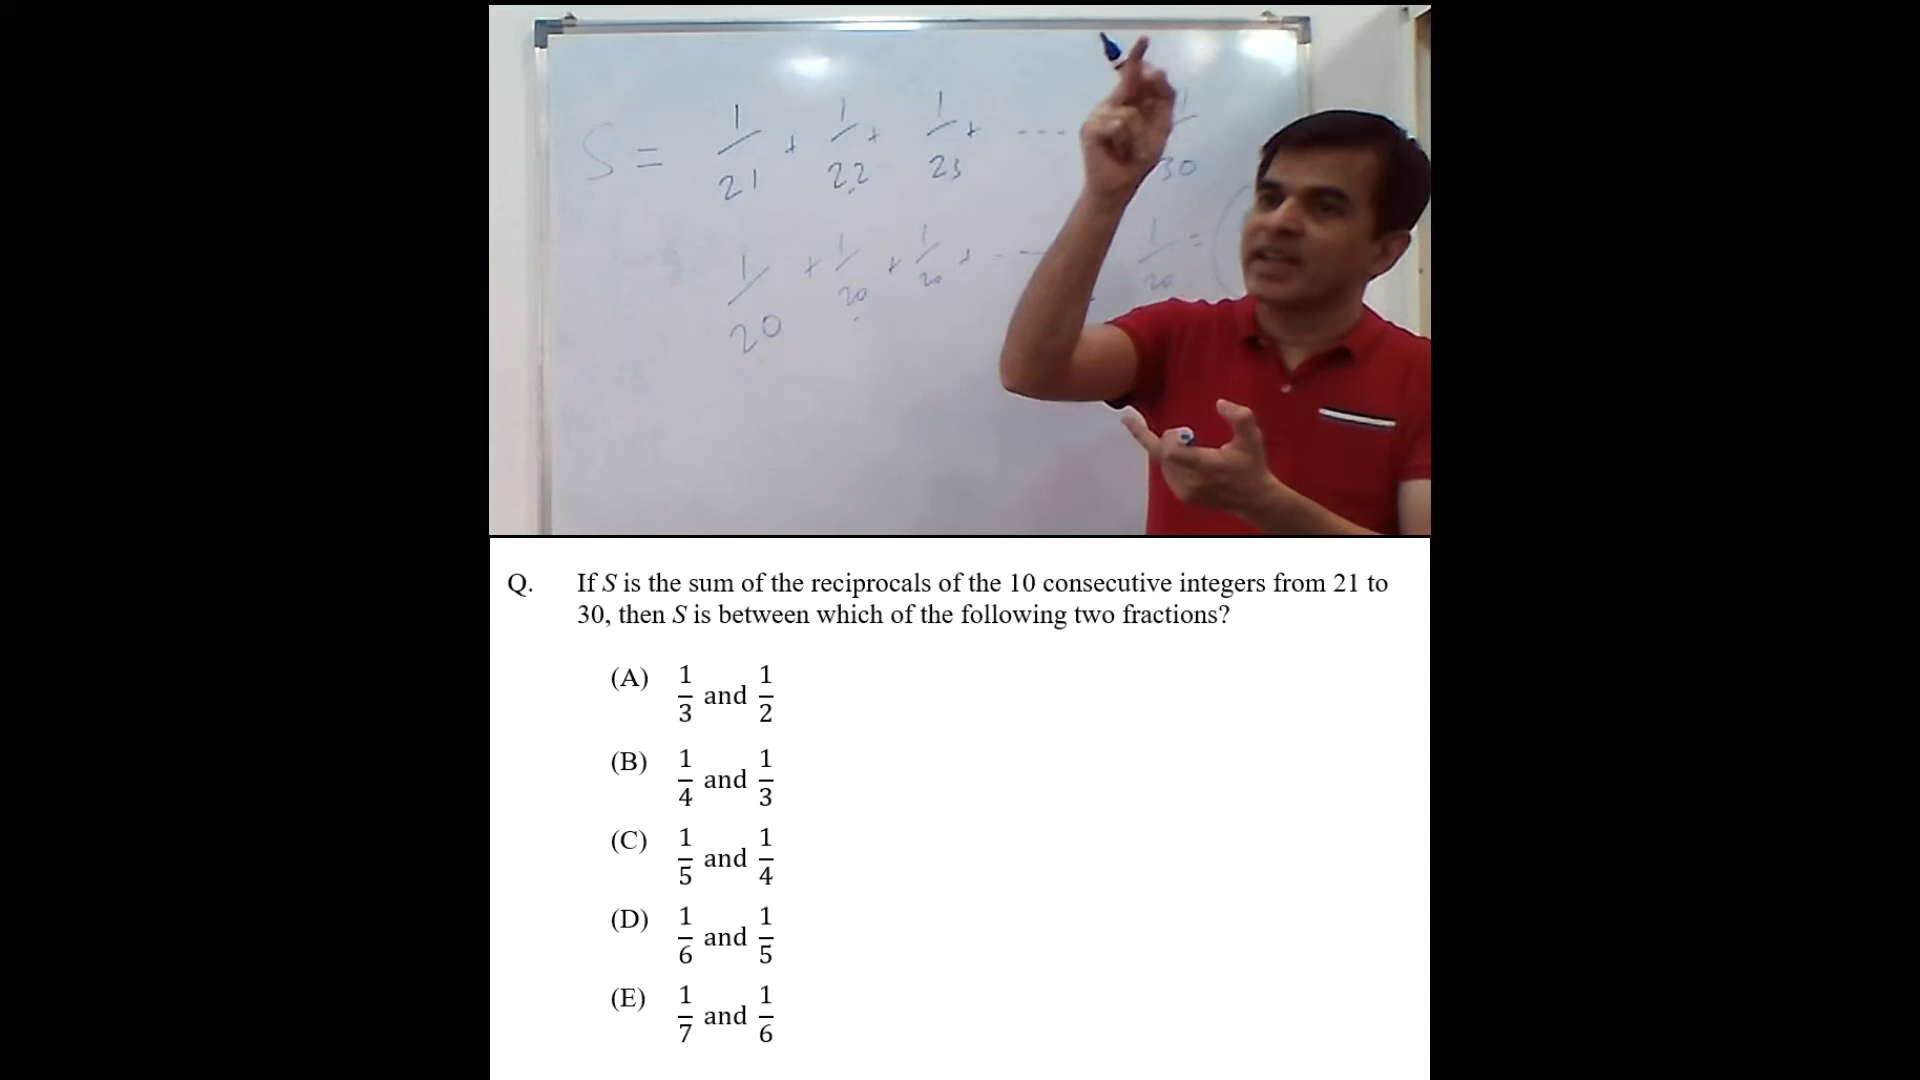 S = 1/21 + 1/22 + 1/23 + --- 1/30
1/20 + 1/20 + 1/20 + --- 1/20 = (
Q. If S is the sum of the reciprocals of the 10 consecutive integers from 21 to
30, then S is between which of the following two fractions?
(A) 1/3 and 1/2
(B) 1/4 and 1/3
(C) 1/5 and 1/4
(D) 1/6 and 1/5
(E) 1/7 and 1/6